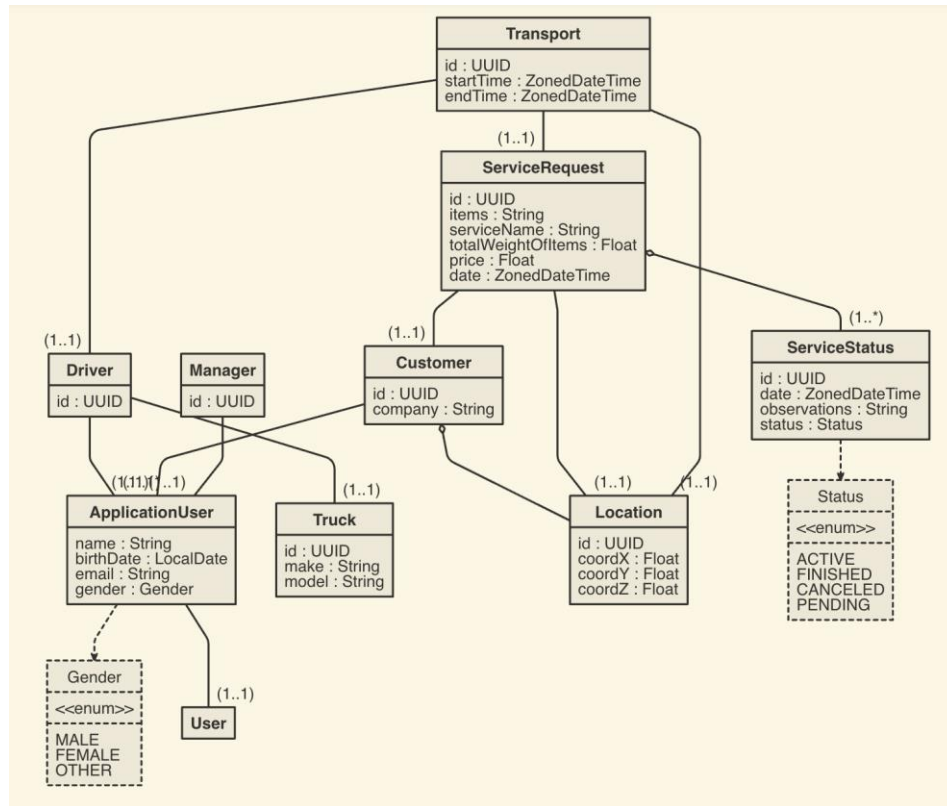 Transport
id : UUID
startTime : ZonedDateTime
endTime : ZonedDateTime
(1..1)
ServiceRequest
id : UUID
items : String
serviceName : String
totalWeightOfItems : Float
price : Float
date : ZonedDateTime
(1..1)
Driver
id : UUID
Manager
id : UUID
(1..1)
Customer
id : UUID
company : String
(1..*)
ServiceStatus
id : UUID
date : ZonedDateTime
observations : String
status : Status
ApplicationUser
name : String
birthDate : LocalDate
email : String
gender : Gender
(1..1)
Truck
id : UUID
make : String
model : String
(1..1)
Location
id : UUID
coordX : Float
coordY : Float
coordZ : Float
Status
<<enum>>
ACTIVE
FINISHED
CANCELED
PENDING
Gender
<<enum>>
MALE
FEMALE
OTHER
(1..1)
User